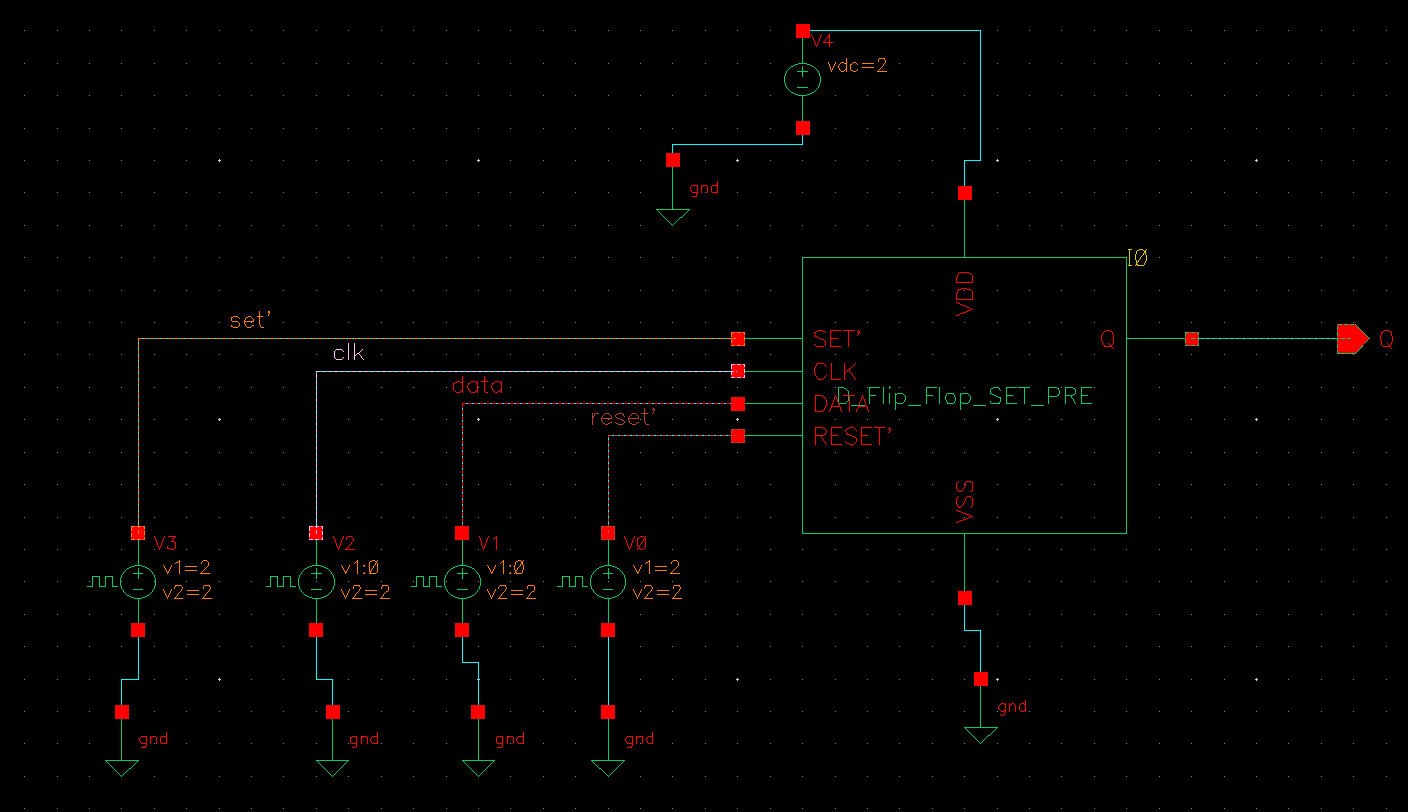 V4
vdc=2
gnd
I0
VDD
set'
SET'
Q
Q
clk
CLK
data
DATA
D_Flip_Flop_SET_PRE
reset'
RESET'
VSS
V3
v1=2
v2=2
V2
v1:0
v2=2
V1
v1:0
v2=2
V0
v1=2
v2=2
gnd
gnd
gnd
gnd
gnd